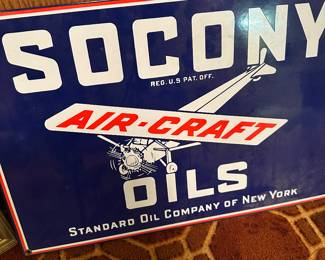 SOCONY
REG. U.S PAT. OFF.
AIR-CRAFT
OILS
STANDARD OIL COMPANY OF NEW YORK